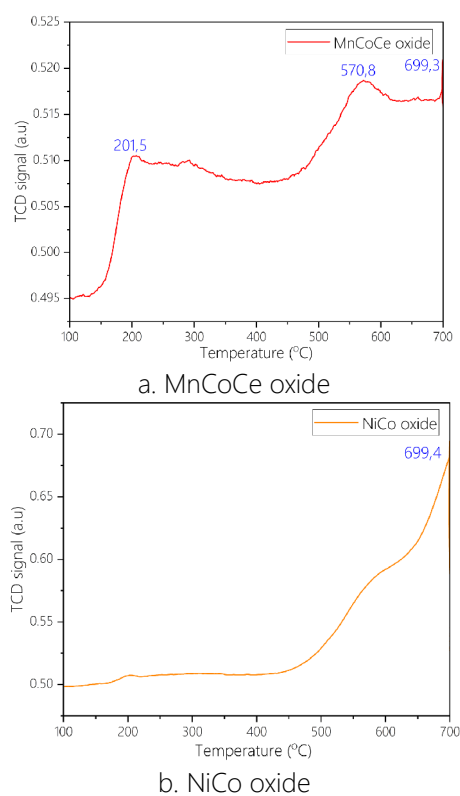 0.525
MnCoCe oxide
699,3
0.520
570,8
0.515
201,5
0.510
0.505
0.500
0.495
TCD signal (a.u)
100 200 300 400 500 600 700
Temperature (°C)
a. MnCoCe oxide
NiCo oxide
0.70
699,4
0.65
0.60
0.55
0.50
TCD signal (a.u)
100 200 300 400 500 600 700
Temperature (°C)
b. NiCo oxide